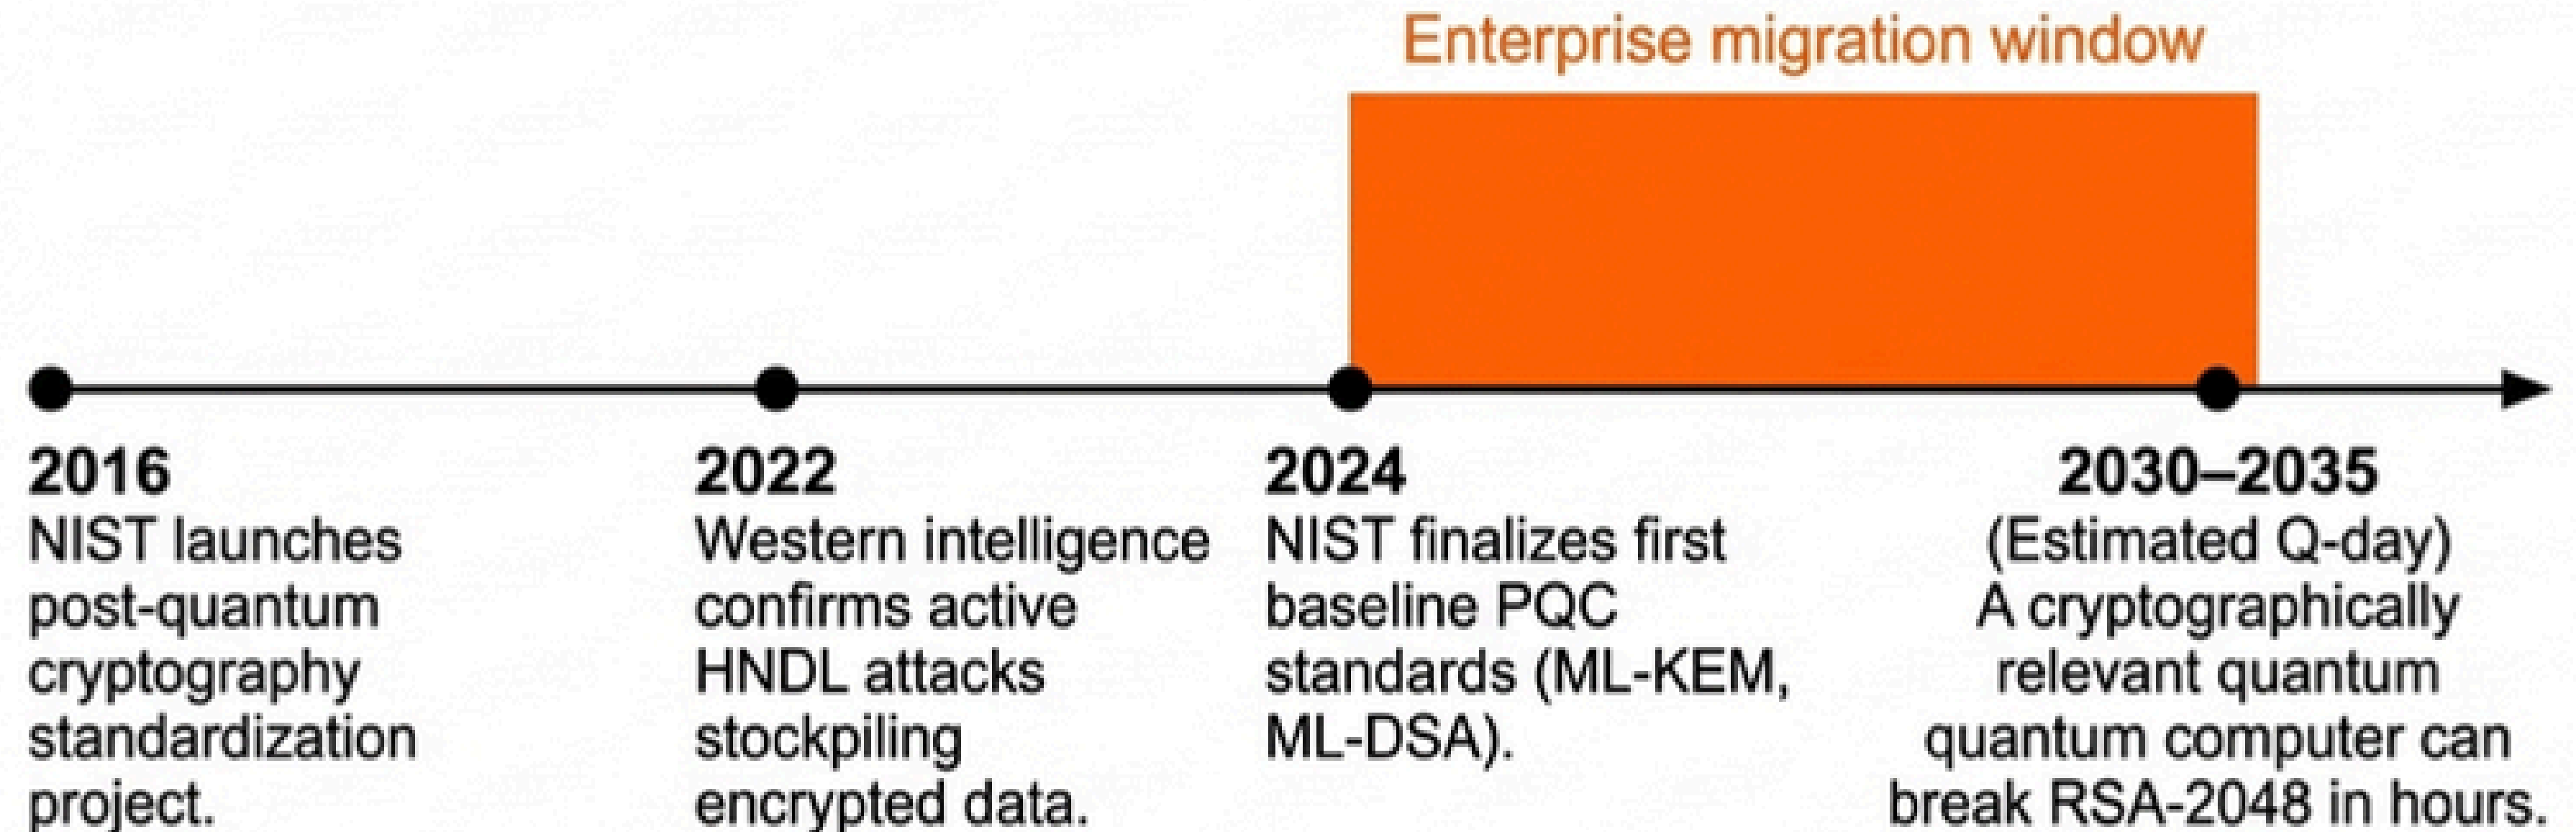 Enterprise migration window
2016
NIST launches
post-quantum
cryptography
standardization
project.
2022
Western intelligence
confirms active
HNDL attacks
stockpiling
encrypted data.
2024
NIST finalizes first
baseline PQC
standards (ML-KEM,
ML-DSA).
2030–2035
(Estimated Q-day)
A cryptographically
relevant quantum
quantum computer can
break RSA-2048 in hours.